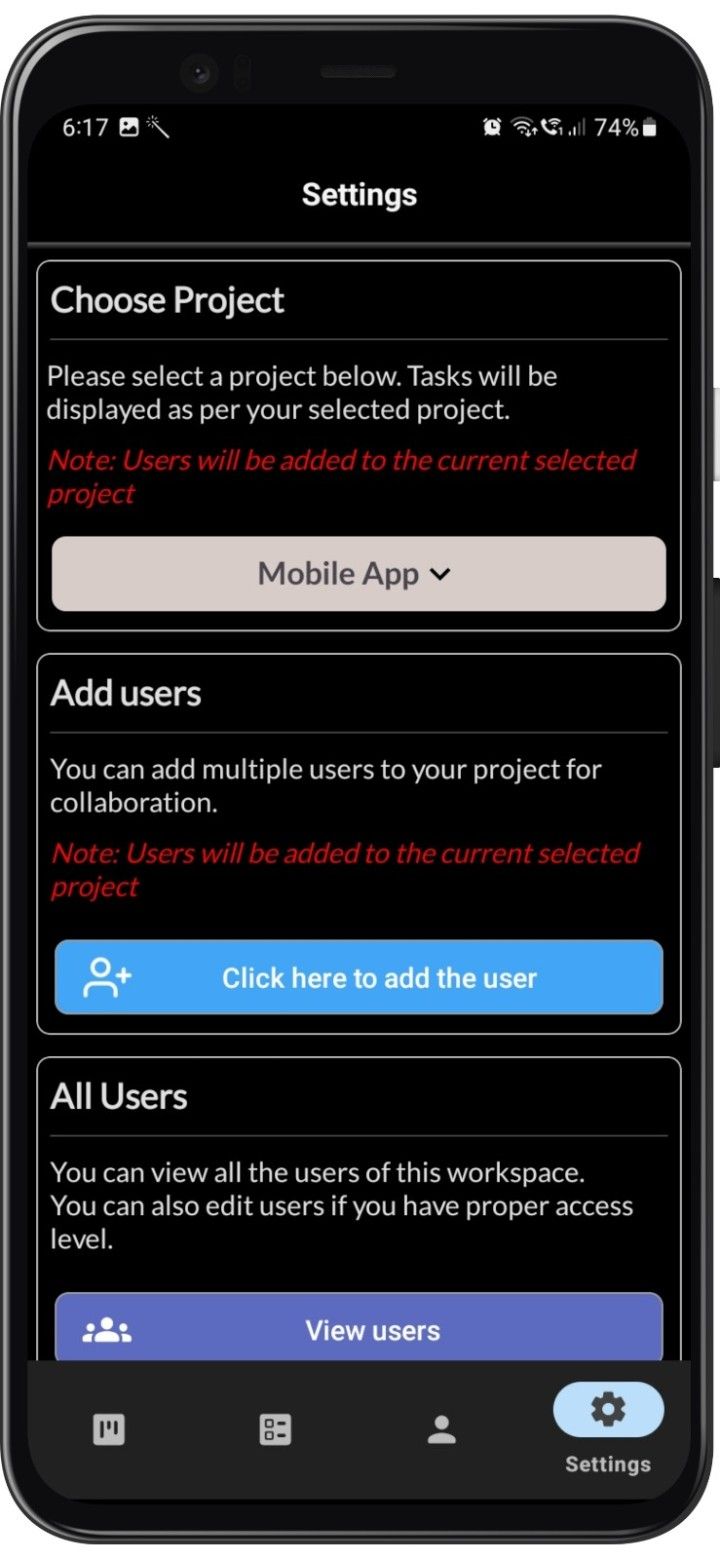 6:17
74%
Settings
Choose Project
Please select a project below. Tasks will be
displayed as per your selected project.
Note: Users will be added to the current selected
project
Mobile App
Add users
You can add multiple users to your project for
collaboration.
Note: Users will be added to the current selected
project
Click here to add the user
All Users
You can view all the users of this workspace.
You can also edit users if you have proper access
level.
View users
Settings